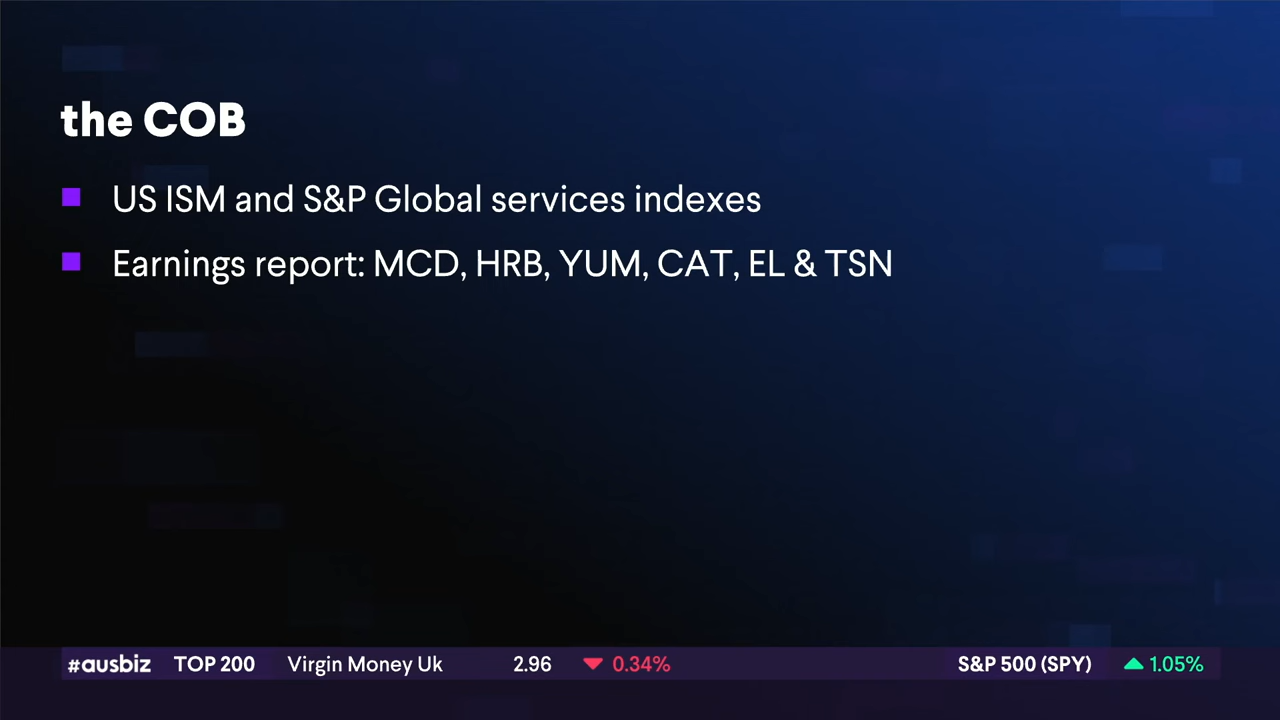 the COB
US ISM and S&P Global services indexes
Earnings report: MCD, HRB, YUM, CAT, EL & TSN
#ausbiz TOP 200 Virgin Money Uk 2.96 0.34% S&P 500 (SPY) 1.05%